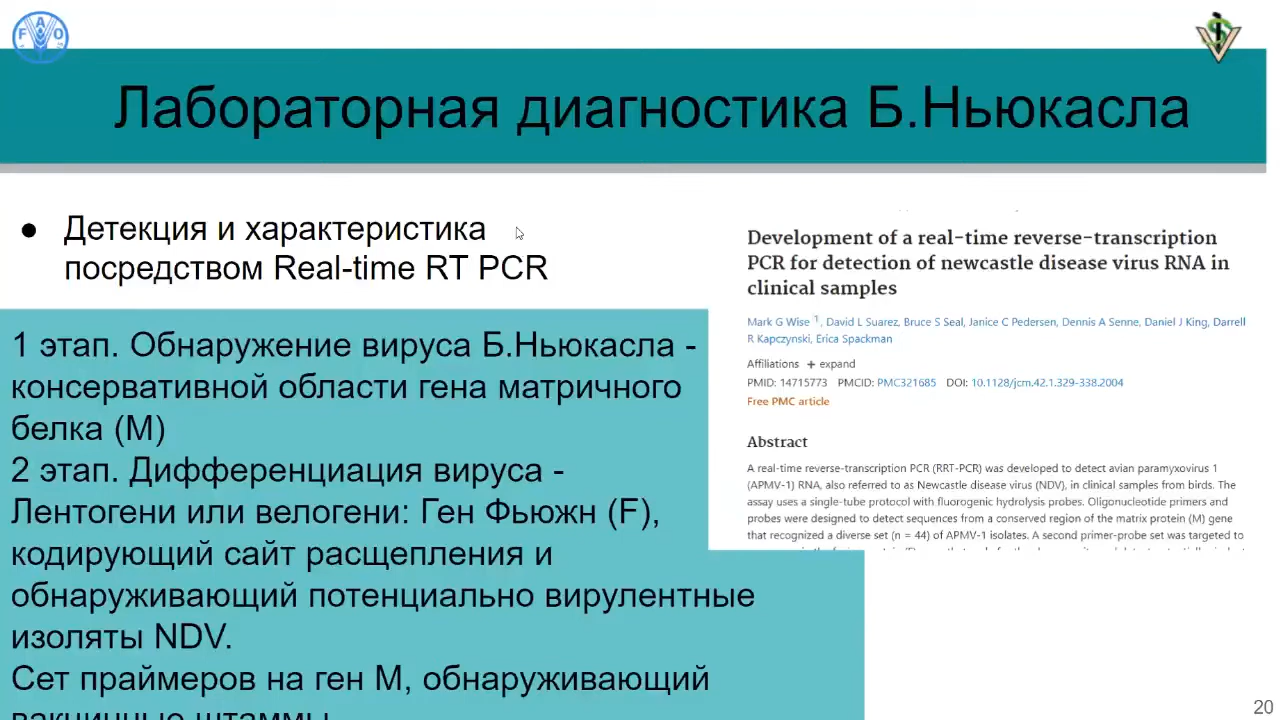 FAO
Лабораторная диагностика Б.Ньюкасла
● Детекция и характеристика
посредством Real-time RT PCR
1 этап. Обнаружение вируса Б.Ньюкасла -
консервативной области гена матричного
белка (М)
2 этап. Дифференциация вируса -
Лентогени или велогени: Ген Фьюжн (F),
кодирующий сайт расщепления и
обнаруживающий потенциально вирулентные
изоляты NDV.
Сет праймеров на ген М, обнаруживающий
вакцинные штаммы
Development of a real-time reverse-transcription
PCR for detection of newcastle disease virus RNA in
clinical samples
Mark G Wise 1, David L Suarez, Bruce S Seal, Janice C Pedersen, Dennis A Senne, Daniel J King, Darrell
R Kapczynski, Erica Spackman
Affiliations + expand
PMID: 14715773 PMCID: PMC321685 DOI: 10.1128/jcm.42.1.329-338.2004
Free PMC article
Abstract
A real-time reverse-transcription PCR (RRT-PCR) was developed to detect avian paramyxovirus 1
(APMV-1) RNA, also referred to as Newcastle disease virus (NDV), in clinical samples from birds. The
assay uses a single-tube protocol with fluorogenic hydrolysis probes. Oligonucleotide primers and
probes were designed to detect sequences from a conserved region of the matrix protein (M) gene
that recognized a diverse set (n = 44) of APMV-1 isolates. A second primer-probe set was targeted to
20